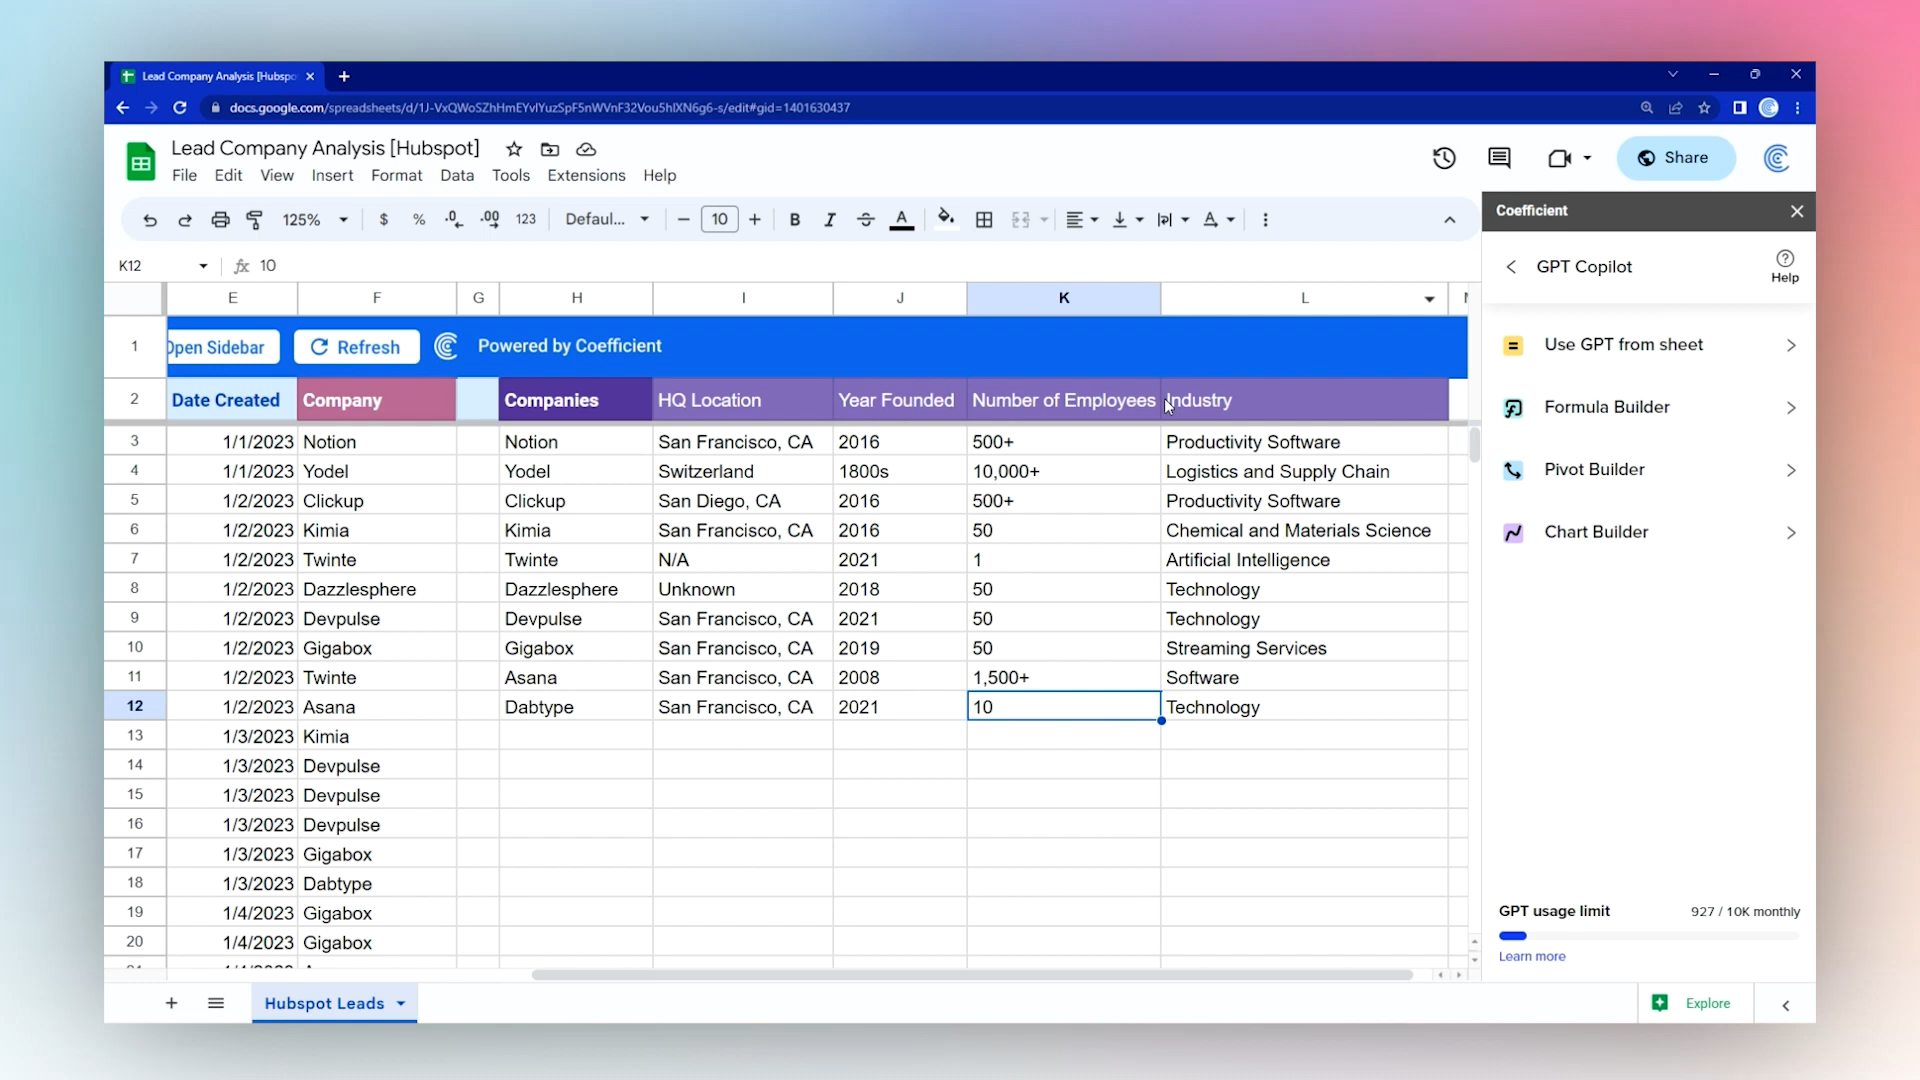 Lead Company Analysis [Hubspo
docs.google.com/spreadsheets/d/1J-VxQWoSZhHmEYvlYuzSpF5nWVnF32Vou5hlXN6g6-s/edit#gid=1401630437
Lead Company Analysis [Hubspot]
File Edit View Insert Format Data Tools Extensions Help
Share
125% $ % .0 .00 123 Defaul... 10 B I A
K12 fx 10
Coefficient
GPT Copilot
Help
E F G H I J K L
1 Open Sidebar Refresh Powered by Coefficient
2 Date Created Company Companies HQ Location Year Founded Number of Employees Industry
3 1/1/2023 Notion Notion San Francisco, CA 2016 500+ Productivity Software
4 1/1/2023 Yodel Yodel Switzerland 1800s 10,000+ Logistics and Supply Chain
5 1/2/2023 Clickup Clickup San Diego, CA 2016 500+ Productivity Software
6 1/2/2023 Kimia Kimia San Francisco, CA 2016 50 Chemical and Materials Science
7 1/2/2023 Twinte Twinte N/A 2021 1 Artificial Intelligence
8 1/2/2023 Dazzlesphere Dazzlesphere Unknown 2018 50 Technology
9 1/2/2023 Devpulse Devpulse San Francisco, CA 2021 50 Technology
10 1/2/2023 Gigabox Gigabox San Francisco, CA 2019 50 Streaming Services
11 1/2/2023 Twinte Asana San Francisco, CA 2008 1,500+ Software
12 1/2/2023 Asana Dabtype San Francisco, CA 2021 10 Technology
13 1/3/2023 Kimia
14 1/3/2023 Devpulse
15 1/3/2023 Devpulse
16 1/3/2023 Devpulse
17 1/3/2023 Gigabox
18 1/3/2023 Dabtype
19 1/4/2023 Gigabox
20 1/4/2023 Gigabox
Use GPT from sheet
Formula Builder
Pivot Builder
Chart Builder
GPT usage limit 927 / 10K monthly
Learn more
Hubspot Leads
Explore